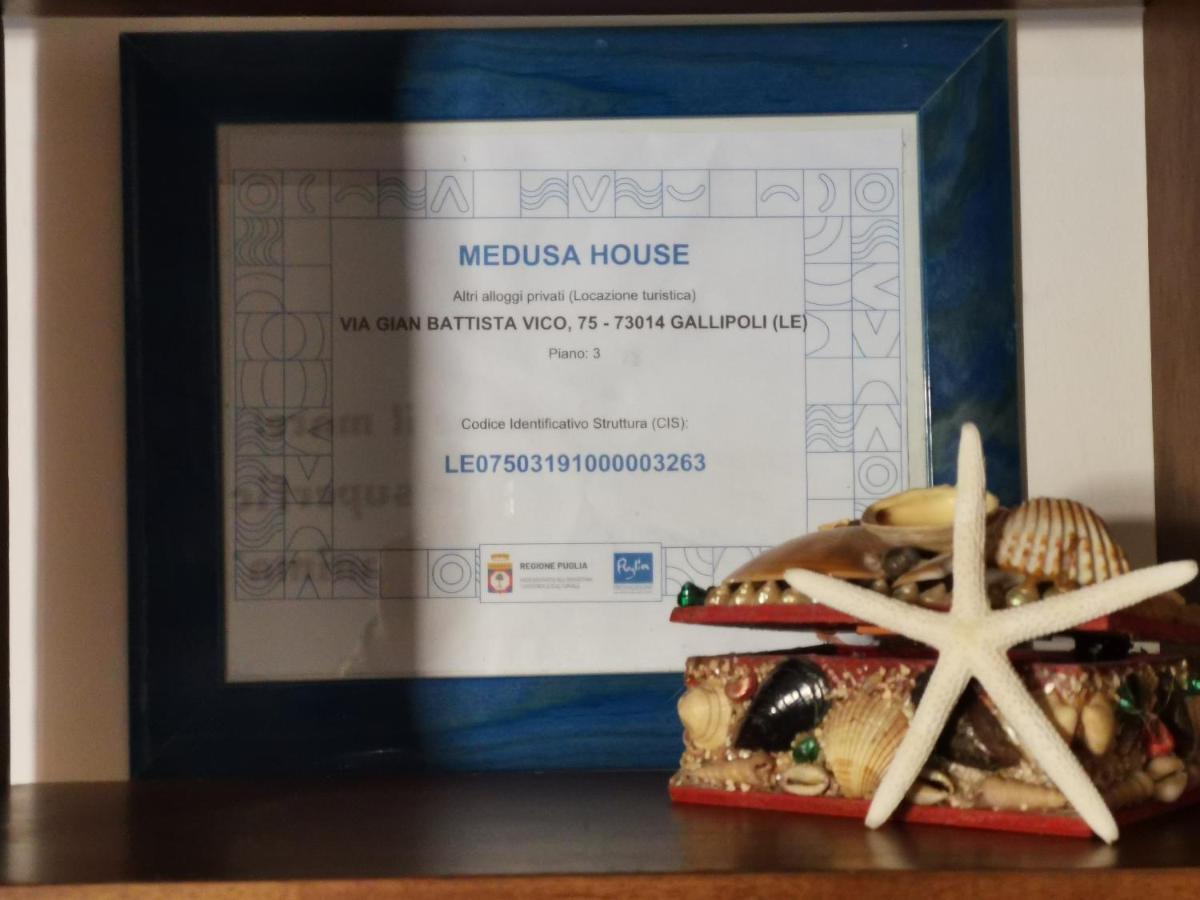 MEDUSA HOUSE
Altri alloggi privati (Locazione turistica)
VIA GIAN BATTISTA VICO, 75 - 73014 GALLIPOLI (LE)
Piano: 3
Codice Identificativo Struttura (CIS):
LE07503191000003263
REGIONE PUGLIA
Puglia